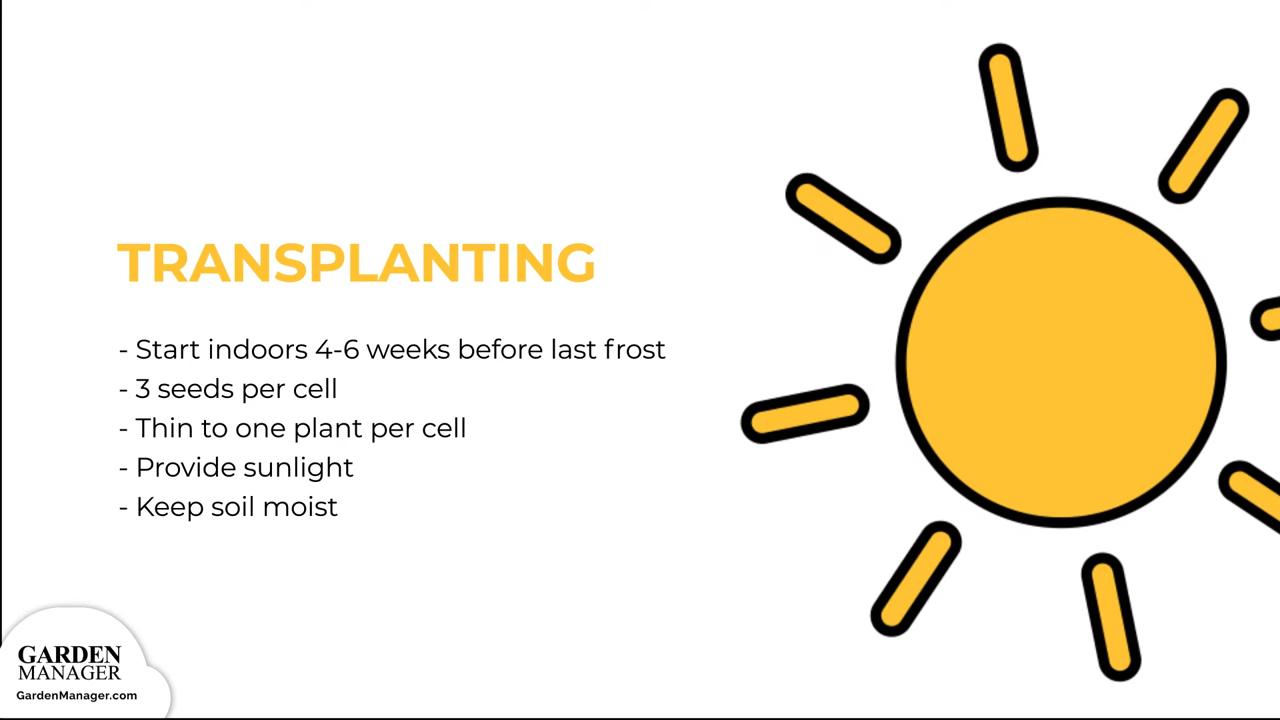 TRANSPLANTING
- Start indoors 4-6 weeks before last frost
- 3 seeds per cell
- Thin to one plant per cell
- Provide sunlight
- Keep soil moist
GARDEN
MANAGER
GardenManager.com